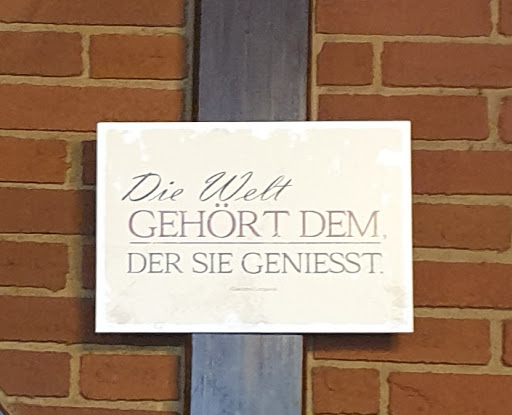 Die Welt
GEHÖRT DEM,
DER SIE GENIESST.